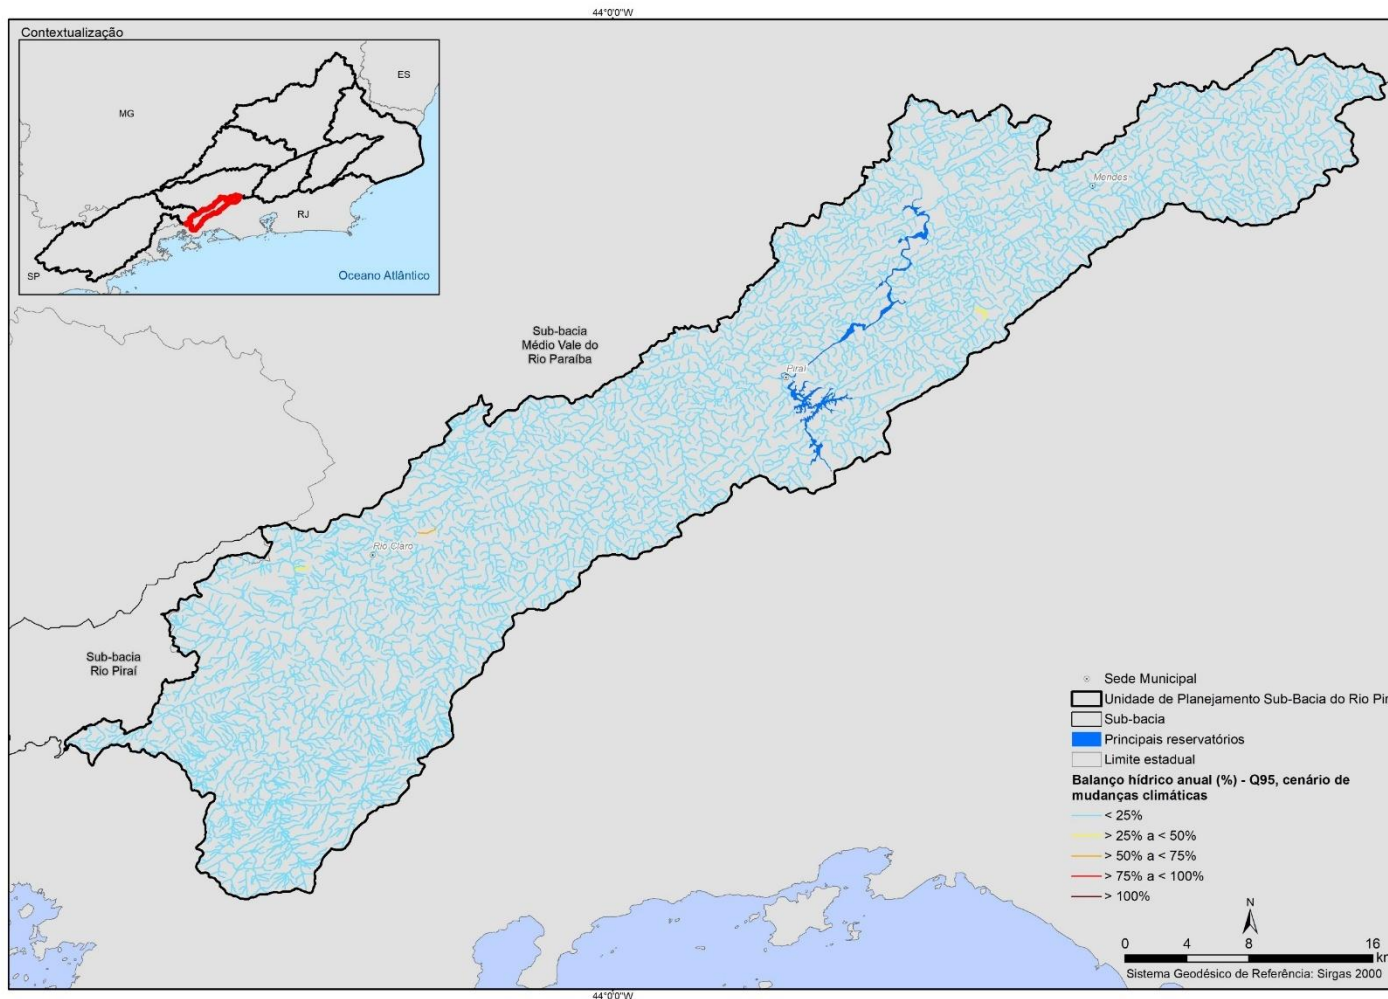 44°0'0"W
Contextualização
ES
MG
RJ
SP
Oceano Atlântico
Mendes
Sub-bacia
Médio Vale do
Rio Paraíba
Piraí
Rio Claro
Sub-bacia
Rio Piraí
Sede Municipal
Unidade de Planejamento Sub-Bacia do Rio Pir
Sub-bacia
Principais reservatórios
Limite estadual
Balanço hídrico anual (%) - Q95, cenário de
mudanças climáticas
< 25%
> 25% a < 50%
> 50% a < 75%
> 75% a < 100%
> 100%
N
0 4 8 16
km
Sistema Geodésico de Referência: Sirgas 2000
44°0'0"W